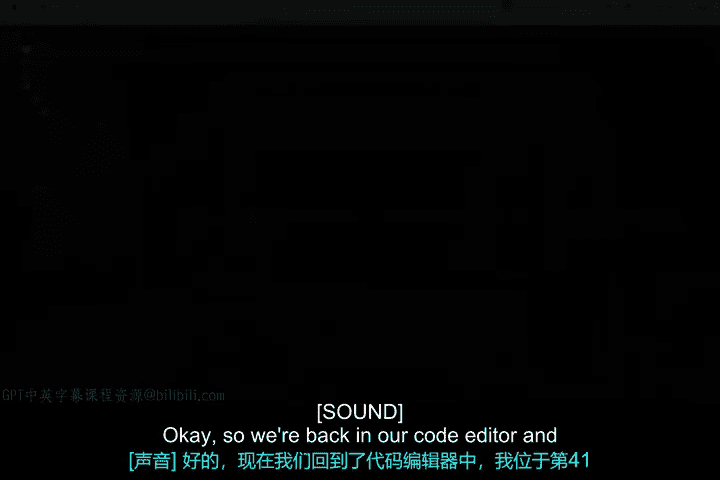 GPT中英字幕课程资源@bilibili.com
[SOUND]
Okay, so we're back in our code editor and
[声音] 好的，现在我们回到了代码编辑器中，我位于第41